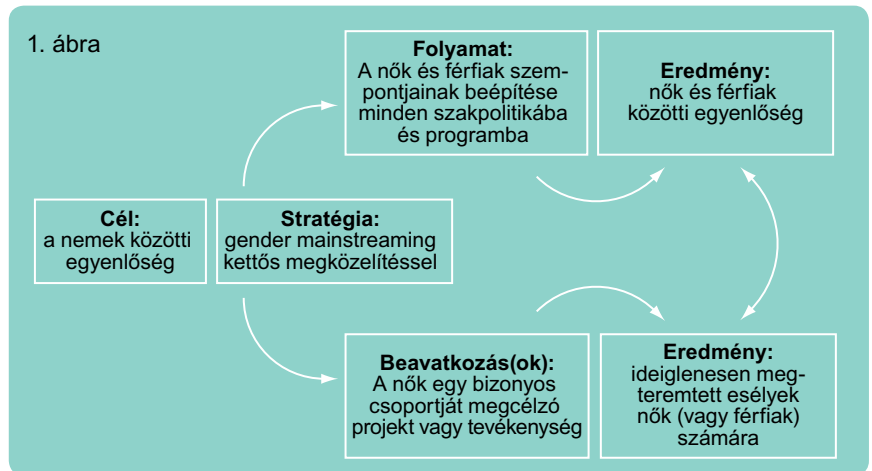 1. ábra
Folyamat:
A nők és férfiak szem-
pontjainak beépítése
minden szakpolitikába
és programba
Eredmény:
nők és férfiak
közötti egyenlőség
Cél:
a nemek közötti
egyenlőség
Stratégia:
gender mainstreaming
kettős megközelítéssel
Beavatkozás(ok):
A nők egy bizonyos
csoportját megcélzó
projekt vagy tevékenység
Eredmény:
ideiglenesen meg-
teremtett esélyek
nők (vagy férfiak)
számára